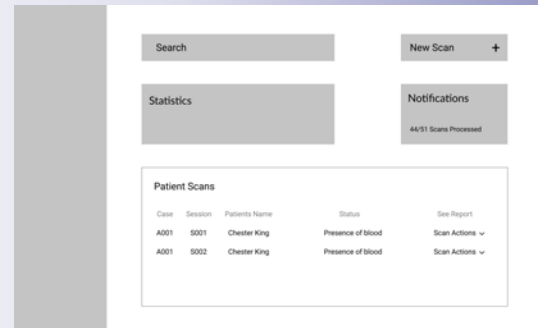 Search
New Scan +
Statistics
Notifications
44/51 Scans Processed
Patient Scans
Case Session Patients Name Status See Report
A001 S001 Chester King Presence of blood Scan Actions
A001 S002 Chester King Presence of blood Scan Actions